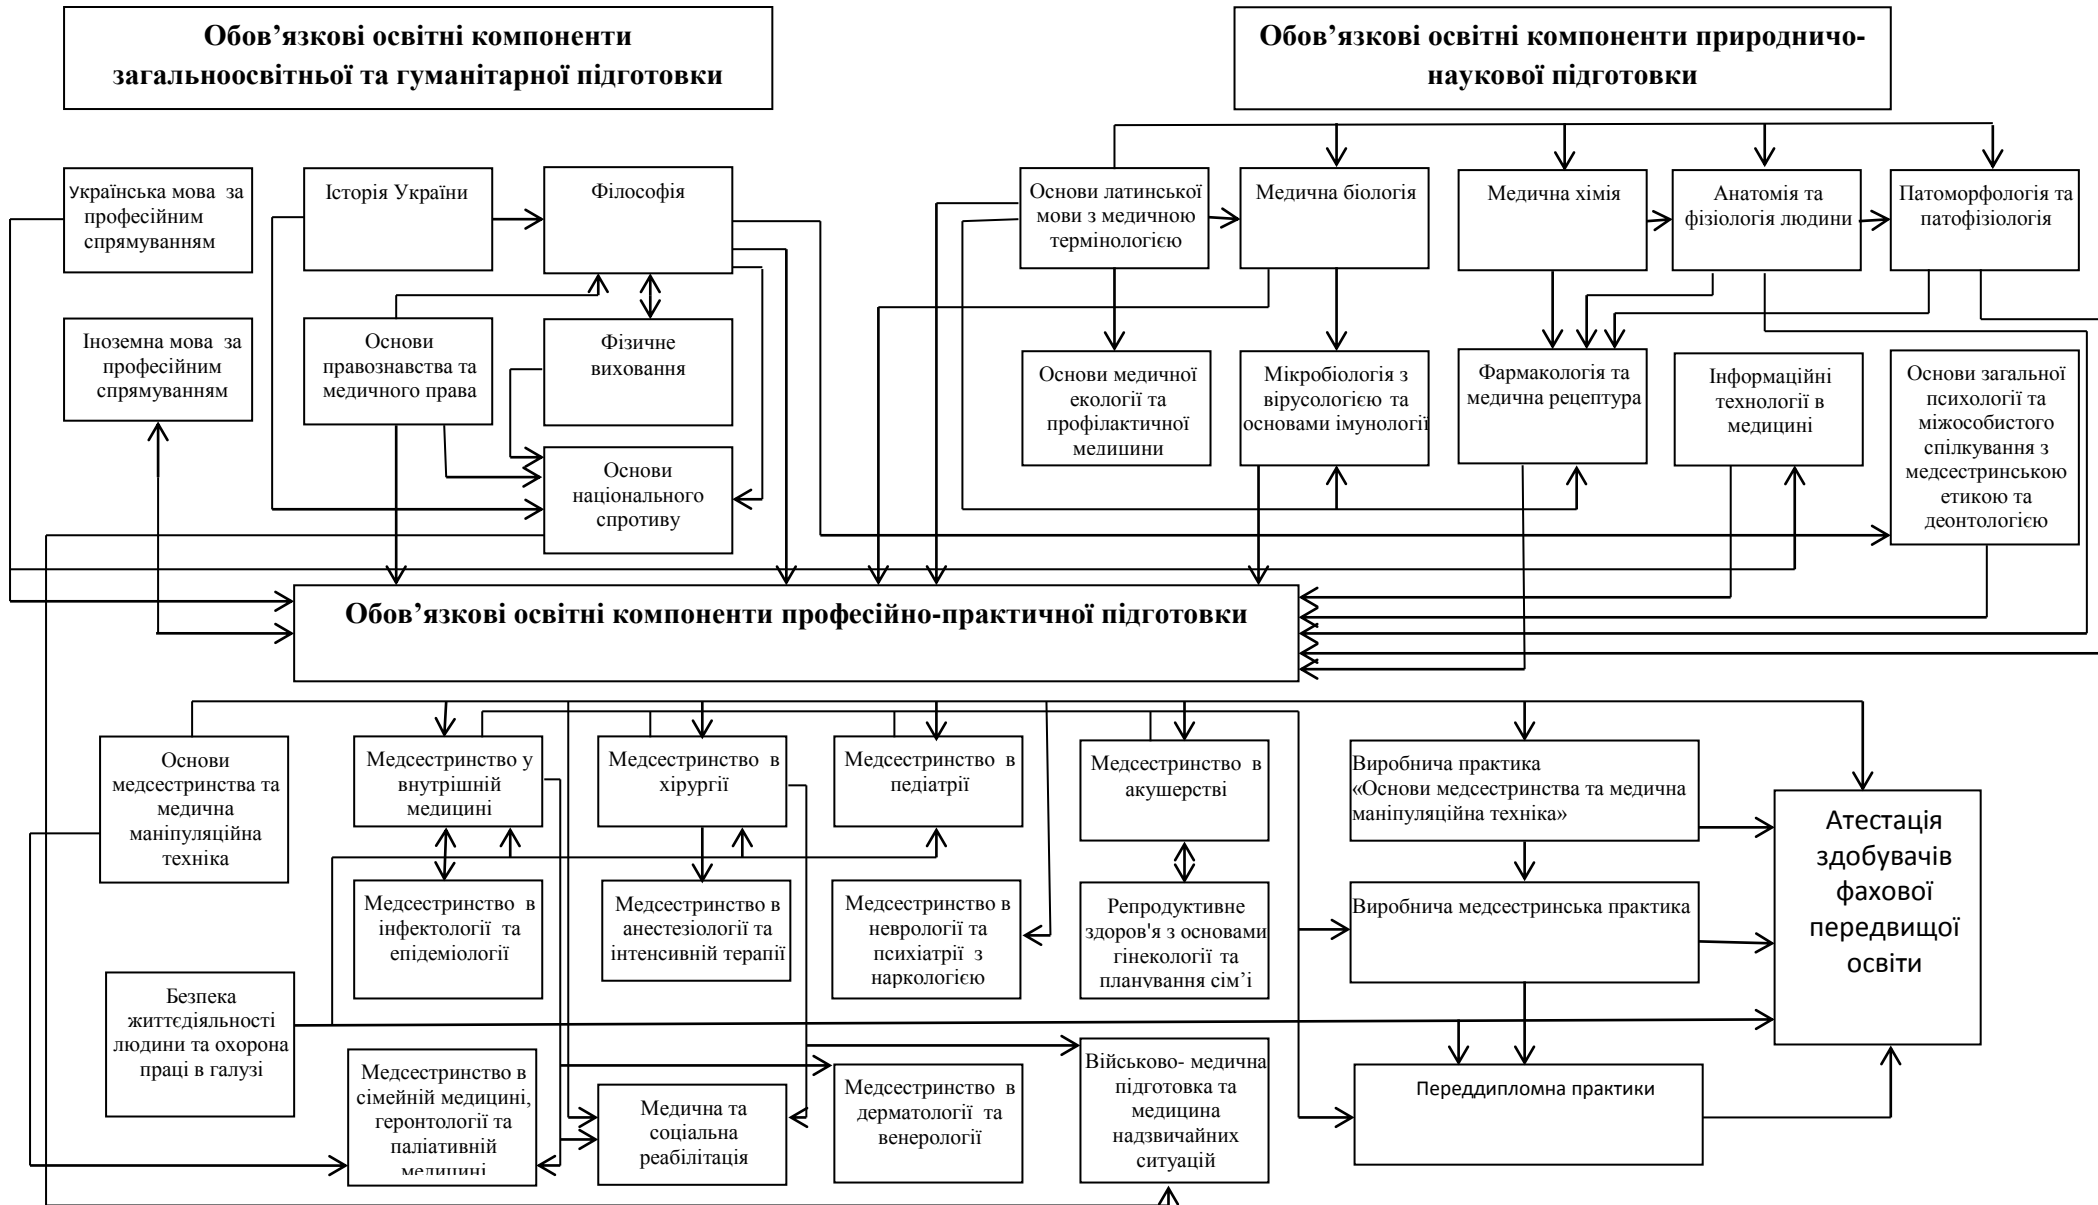 Обов’язкові освітні компоненти
загальноосвітньої та гуманітарної підготовки
Обов’язкові освітні компоненти природничо-
наукової підготовки
Українська мова за
професійним
спрямуванням
Історія України
Філософія
Основи латинської
мови з медичною
термінологією
Медична біологія
Медична хімія
Анатомія та
фізіологія людини
Патоморфологія та
патофізіологія
Іноземна мова за
професійним
спрямуванням
Основи
правознавства та
медичного права
Фізичне
виховання
Основи медичної
екології та
профілактичної
медицини
Мікробіологія з
вірусологією та
основами імунології
Фармакологія та
медична рецептура
Інформаційні
технології в
медицині
Основи загальної
психології та
міжособистого
спілкування з
медсестринською
етикою та
деонтологією
Основи
національного
спротиву
Обов’язкові освітні компоненти професійно-практичної підготовки
Основи
медсестринства та
медична
маніпуляційна
техніка
Медсестринство у
внутрішній
медицині
Медсестринство в
хірургії
Медсестринство в
педіатрії
Медсестринство в
акушерстві
Виробнича практика
«Основи медсестринства та медична
маніпуляційна техніка»
Атестація
здобувачів
фахової
передвищої
освіти
Медсестринство в
інфектології та
епідеміології
Медсестринство в
анестезіології та
інтенсивній терапії
Медсестринство в
неврології та
психіатрії з
наркологією
Репродуктивне
здоров'я з основами
гінекології та
планування сім’ї
Виробнича медсестринська практика
Безпека
життєдіяльності
людини та охорона
праці в галузі
Медсестринство в
сімейній медицині,
геронтології та
паліативній
медицині
Медична та
соціальна
реабілітація
Медсестринство в
дерматології та
венерології
Військово- медична
підготовка та
медицина
надзвичайних
ситуацій
Переддипломна практики